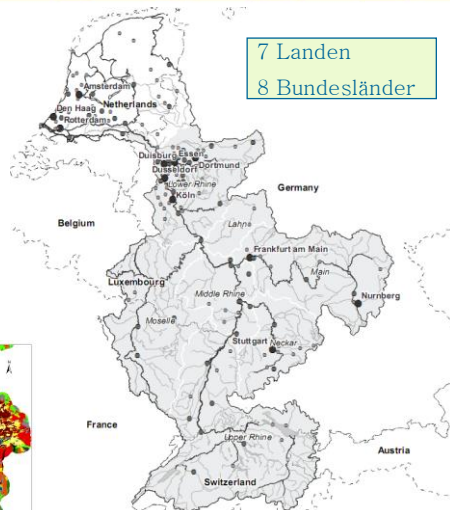 7 Landen
8 Bundesländer
Amsterdam
Den Haag
Netherlands
Rotterdam
Duisburg
Essen
Dortmund
Düsseldorf
Lower Rhine
Köln
Germany
Belgium
Lahn
Frankfurt am Main
Main
Luxembourg
Middle Rhine
Nurnberg
Moselle
Stuttgart
Neckar
France
Upper Rhine
Austria
Switzerland